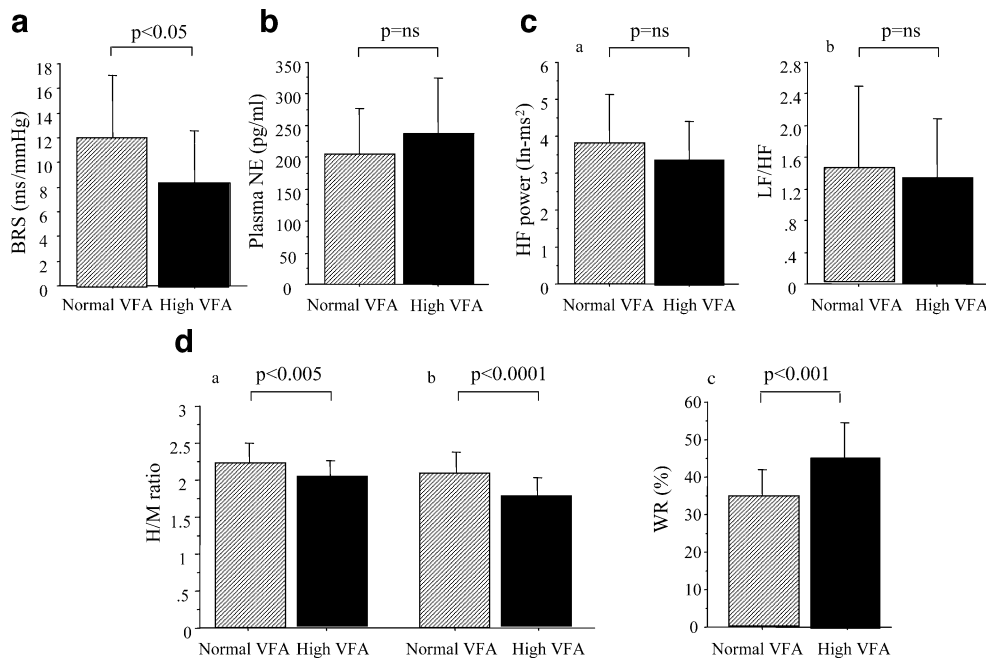 a
p<0.05
BRS (ms/mmHg)
18
16
14
12
10
8
6
4
2
0
Normal VFA High VFA
b
p=ns
Plasma NE (pg/ml)
350
300
250
200
150
100
50
0
Normal VFA High VFA
c
a
p=ns
HF power (In-ms²)
6
5
4
3
2
1
0
Normal VFA High VFA
b
p=ns
LF/HF
2.8
2.4
2.0
1.6
1.2
.8
.4
0
Normal VFA High VFA
d
a
p<0.005
H/M ratio
3
2.5
2
1.5
1
.5
0
Normal VFA High VFA
b
p<0.0001
Normal VFA High VFA
c
p<0.001
WR (%)
60
50
40
30
20
10
0
Normal VFA High VFA